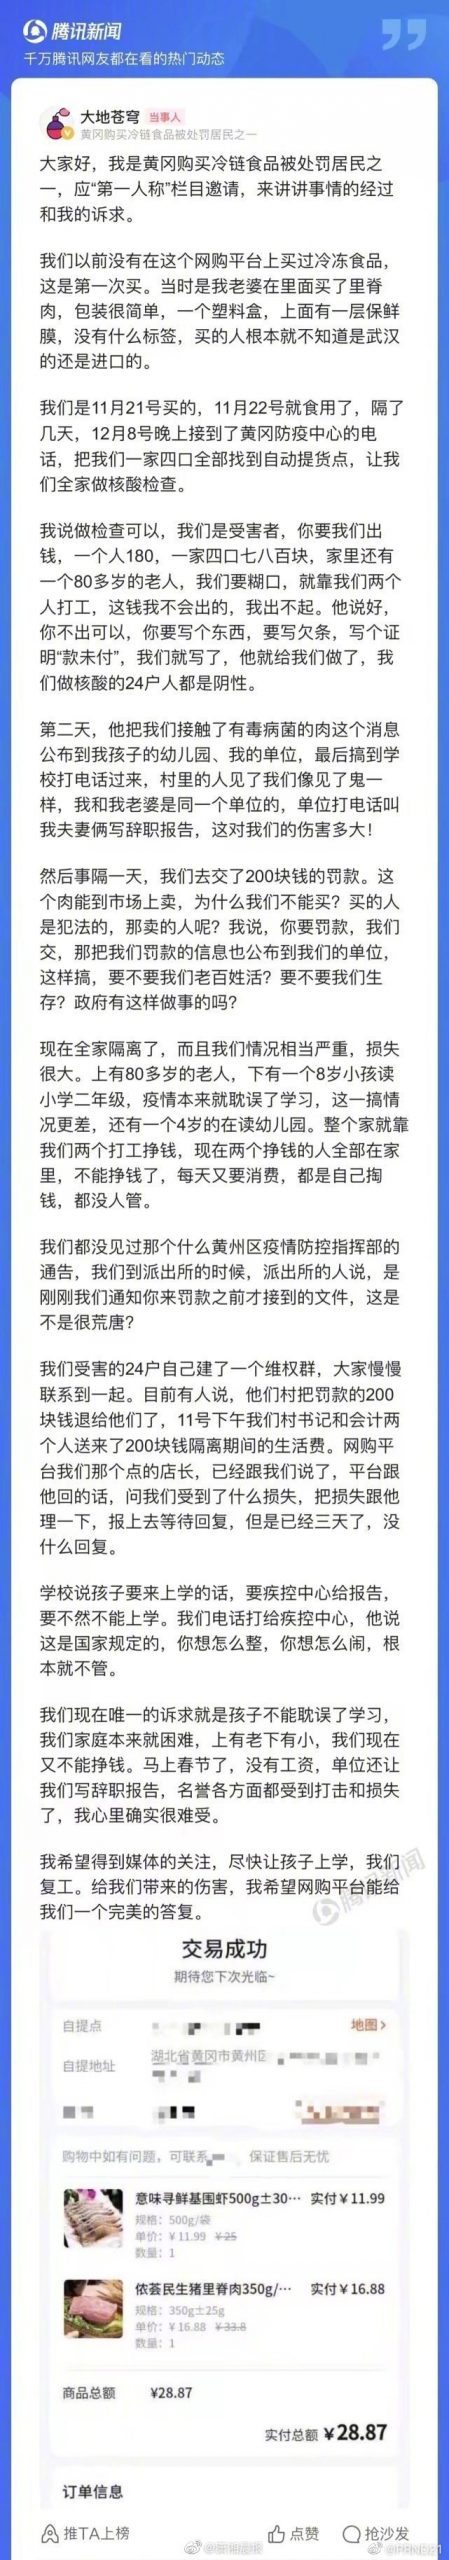 腾讯新闻
千万腾讯网友都在看的热门动态
大地苍穹 当事人
黄冈购买冷链食品被处罚居民之一
大家好，我是黄冈购买冷链食品被处罚居民之
一，应“第一人称”栏目邀请，来讲讲事情的经过
和我的诉求。
我们以前没有在这个网购平台上买过冷冻食品，
这是第一次买。当时是我老婆在里面买了里脊
肉，包装很简单，一个塑料盒，上面有一层保鲜
膜，没有什么标签，买的人根本就不知道是武汉
的还是进口的。
我们是11月21号买的，11月22号就食用了，隔了
几天，12月8号晚上接到了黄冈防疫中心的电
话，把我们一家四口全部找到自动提货点，让我
们全家做核酸检查。
我说做检查可以，我们是受害者，你要我们出
钱，一个人180，一家四口七八百块，家里还有
一个80多岁的老人，我们要糊口，就靠我们两个
人打工，这钱我不会出的，我出不起。他说好，
你不出可以，你要写个东西，要写欠条，写个证
明“款未付”，我们就写了，他就给我们做了，我
们做核酸的24户人都是阴性。
第二天，他把我们接触了有毒病菌的肉这个消息
公布到我孩子的幼儿园、我的单位，最后搞到学
校打电话过来，村里的人见了我们像见了鬼一
样，我和我老婆是同一个单位的，单位打电话叫
我夫妻俩写辞职报告，这对我们的伤害多大！
然后事隔一天，我们去交了200块钱的罚款。这
个肉能到市场上卖，为什么我们不能买？买的人
是犯法的，那卖的人呢？我说，你要罚款，我们
交，那把我们罚款的信息也公布到我们的单位，
这样搞，要不要我们老百姓活？要不要我们生
存？政府有这样做事的吗？
现在全家隔离了，而且我们情况相当严重，损失
很大。上有80多岁的老人，下有一个8岁小孩读
小学二年级，疫情本来就耽误了学习，这一搞情
况更差，还有一个4岁的在读幼儿园。整个家就靠
我们两个打工挣钱，现在两个挣钱的人全部在家
里，不能挣钱了，每天又要消费，都是自己掏
钱，都没人管。
我们都没见过那个什么黄州区疫情防控指挥部的
通告，我们到派出所的时候，派出所的人说，是
刚刚我们通知你来罚款之前才接到的文件，这是
不是很荒唐？
我们受害的24户自己建了一个维权群，大家慢慢
联系到一起。目前有人说，他们村把罚款的200
块钱退给他们了，11号下午我们村书记和会计两
个人送来了200块钱隔离期间的生活费。网购平
台我们那个点的店长，已经跟我们说了，平台跟
他回的话，问我们受到了什么损失，把损失跟他
理一下，报上去等待回复，但是已经三天了，没
什么回复。
学校说孩子要来上学的话，要疾控中心给报告，
要不然不能上学。我们电话打给疾控中心，他说
这是国家规定的，你想怎么整，你想怎么闹，根
本就不管。
我们现在唯一的诉求就是孩子不能耽误了学习，
我们家庭本来就困难，上有老下有小，我们现在
又不能挣钱。马上春节了，没有工资，单位还让
我们写辞职报告，名誉各方面都受到打击和损失
了，我心里确实很难受。
我希望得到媒体的关注，尽快让孩子上学，我们
复工。给我们带来的伤害，我希望网购平台能给
我们一个完美的答复。
腾讯新闻
交易成功
期待您下次光临~
自提点 地图>
自提地址 湖北省黄冈市黄州区
购物中如有问题，可联系 保证售后无忧
意味寻鲜基围虾500g±30… 实付￥11.99
规格：500g/袋
单价：￥11.99 ￥25
数量：1
侬荟民生猪里脊肉350g/… 实付￥16.88
规格：350g±25g
单价：￥16.88 ￥33.8
数量：1
商品总额 ¥28.87
实付总额 ¥28.87
订单信息
推TA上榜 点赞 抢沙发